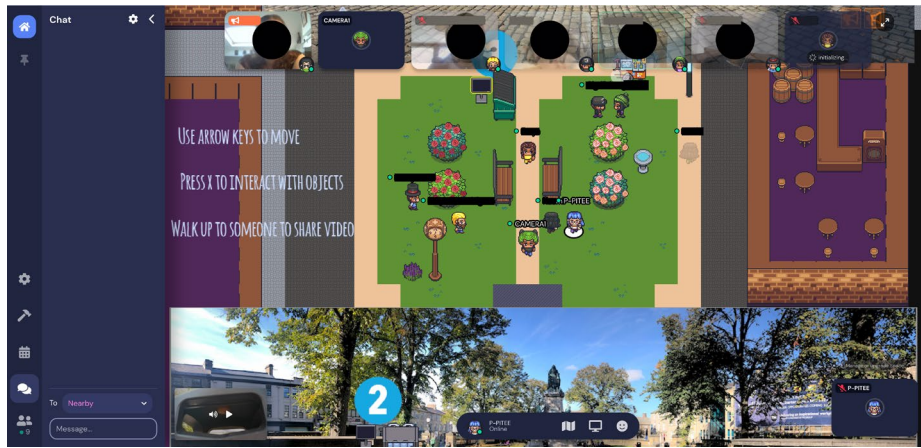 Chat
CAMERA1
initializing...
USE ARROW KEYS TO MOVE
PRESS X TO INTERACT WITH OBJECTS
WALK UP TO SOMEONE TO SHARE VIDEO
P-PITEE
CAMERA1
To Nearby
Message...
9
2
P-PITEE
Online
P-PITEE